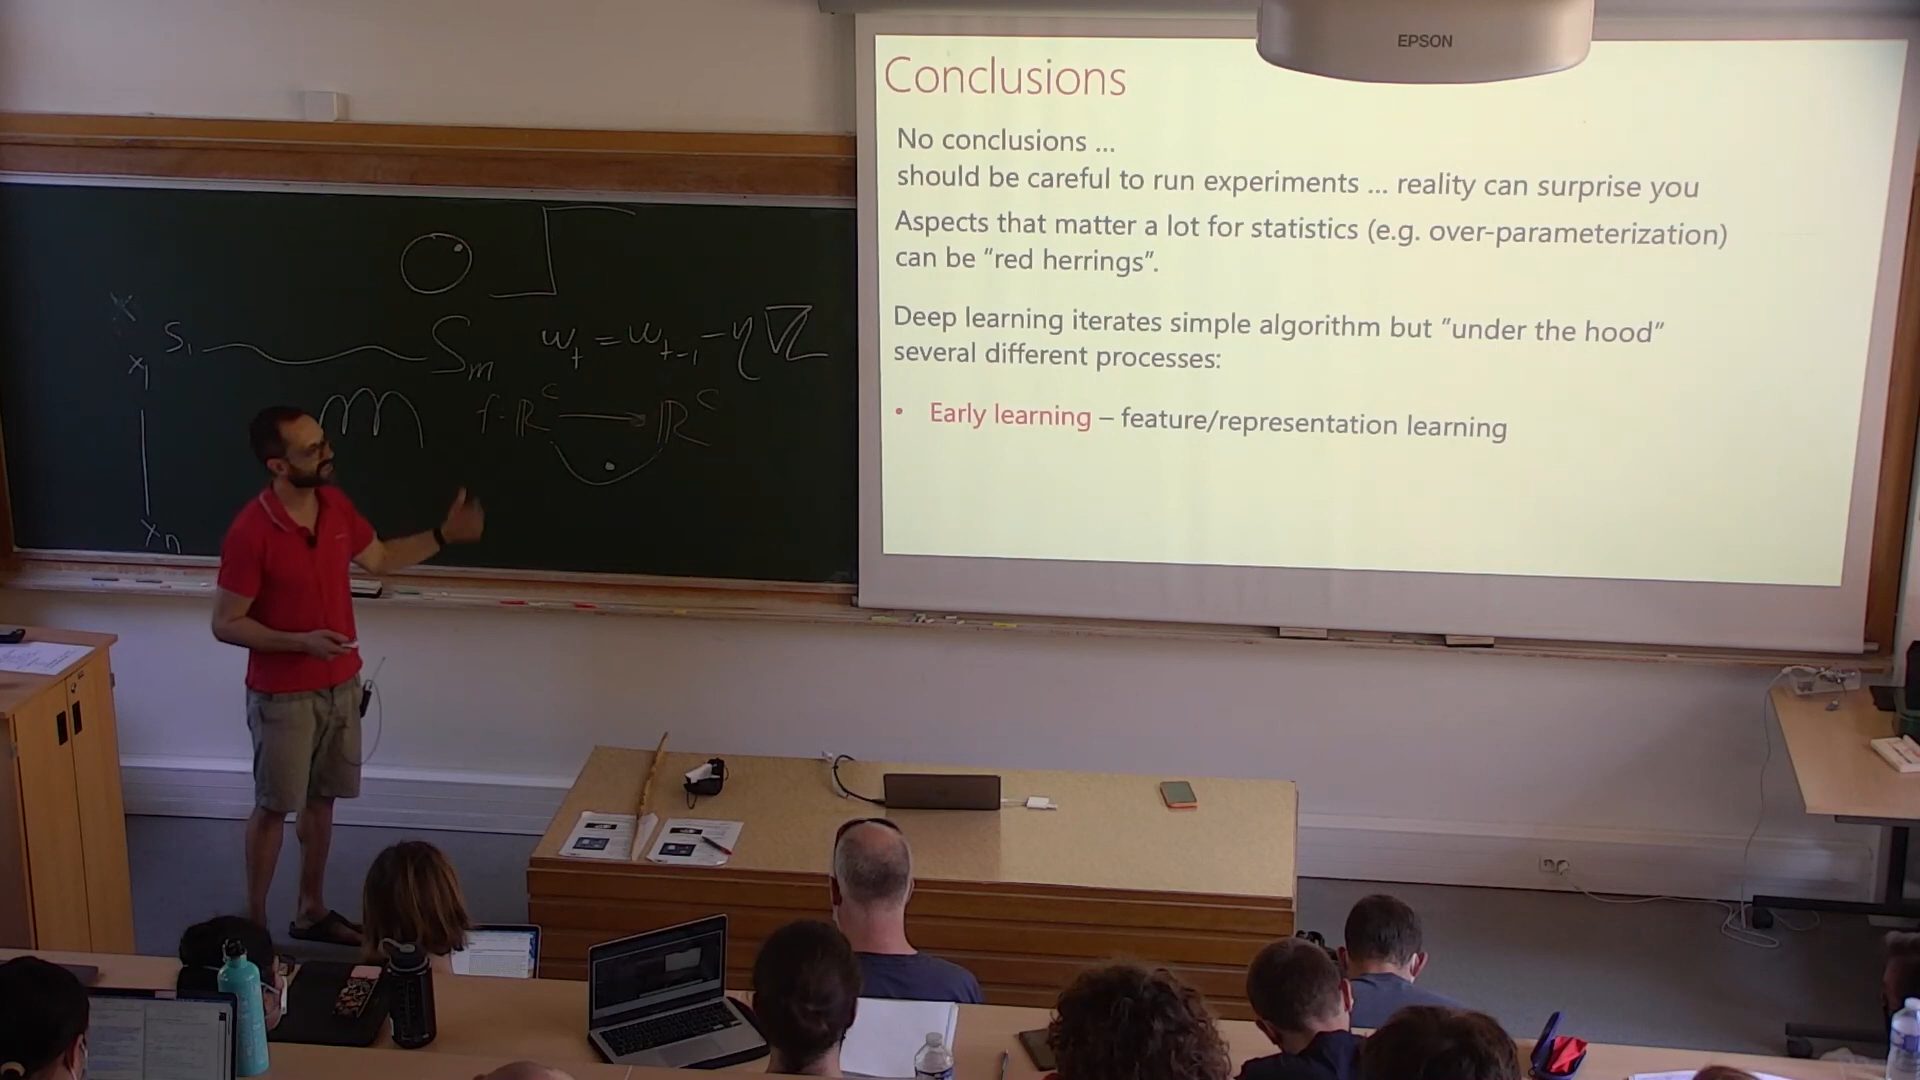 EPSON
Conclusions
No conclusions ...
should be careful to run experiments ... reality can surprise you
Aspects that matter a lot for statistics (e.g. over-parameterization)
can be "red herrings".
Deep learning iterates simple algorithm but "under the hood"
several different processes:
• Early learning – feature/representation learning
x
S₁ Sₘ wₜ = wₜ₋₁ - η∇L
x₁
m f: ℝᶜ → ℝᶜ
xₙ